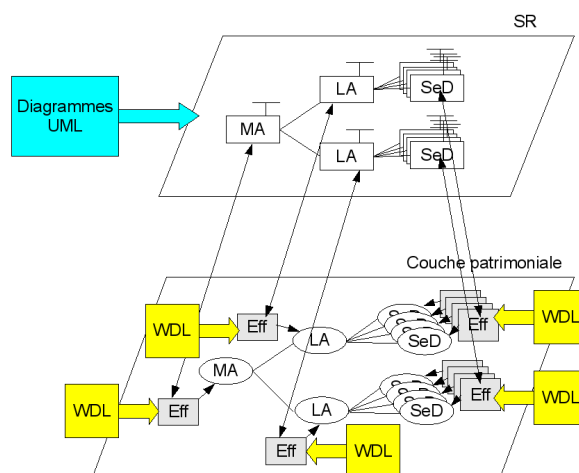 SR
Diagrammes
UML
LA
SeD
MA
LA
SeD
Couche patrimoniale
WDL
Eff
LA
SeD
Eff
WDL
MA
WDL
Eff
LA
SeD
Eff
WDL
Eff
WDL